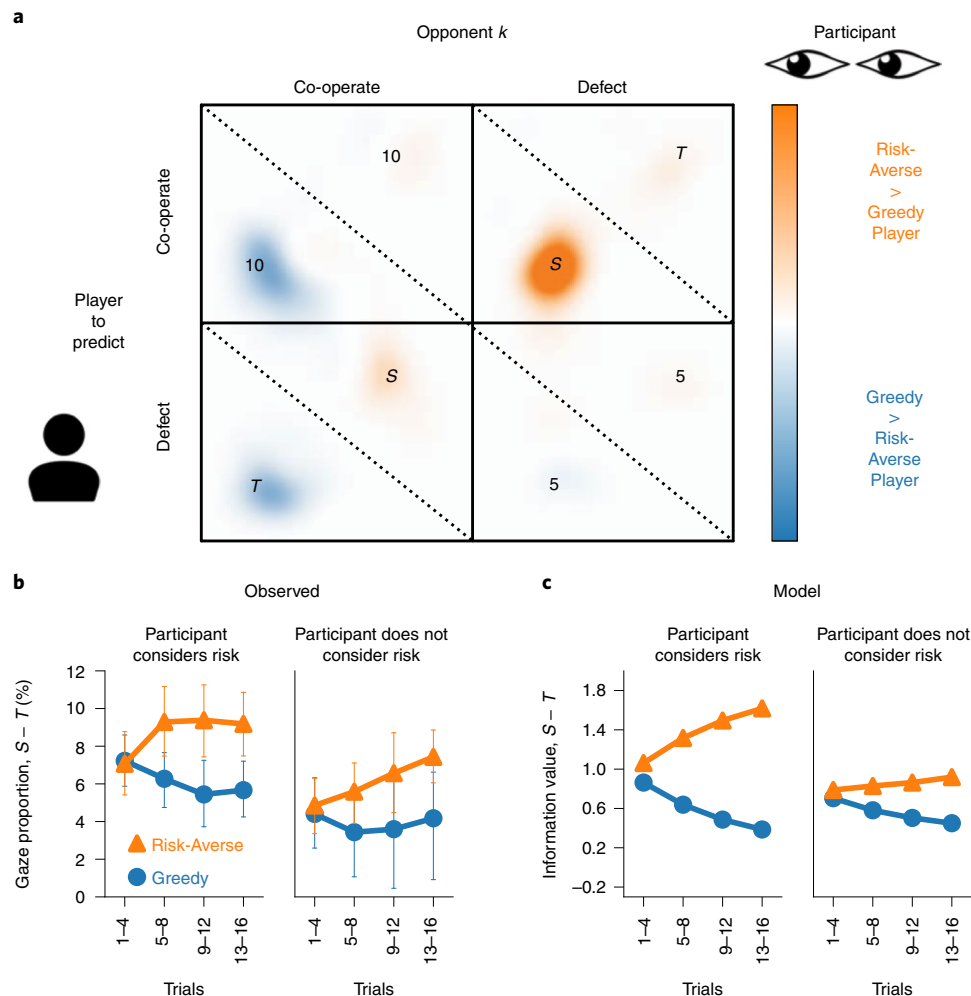 a
Opponent k
Participant
Co-operate
Defect
Player
to
predict
Co-operate
Defect
10
10
T
S
S
T
5
5
Risk-
Averse
>
Greedy
Player
Greedy
>
Risk-
Averse
Player
b
Observed
Participant
considers risk
Participant does not
consider risk
Gaze proportion, S – T (%)
12
10
8
6
4
2
0
Risk-Averse
Greedy
1–4
5–8
9–12
13–16
1–4
5–8
9–12
13–16
Trials
Trials
c
Model
Participant
considers risk
Participant does not
consider risk
Information value, S – T
1.8
1.4
1.0
0.6
0.2
–0.2
1–4
5–8
9–12
13–16
1–4
5–8
9–12
13–16
Trials
Trials